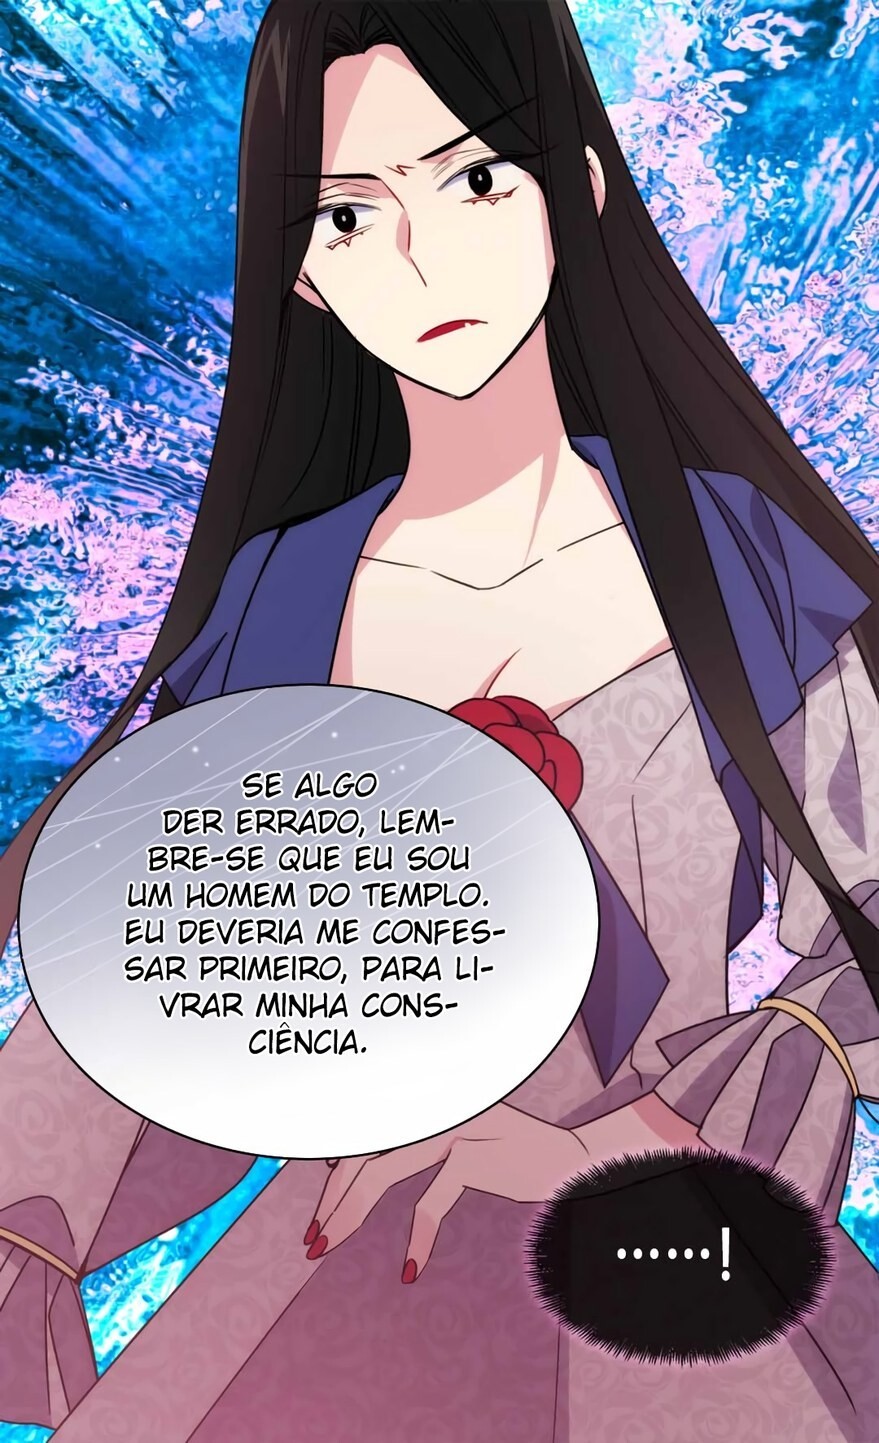 SE ALGO
DER ERRADO, LEM-
BRE-SE QUE EU SOU
UM HOMEM DO TEMPLO.
EU DEVERIA ME CONFES-
SAR PRIMEIRO, PARA LI-
VRAR MINHA CONS-
CIÊNCIA.
......!